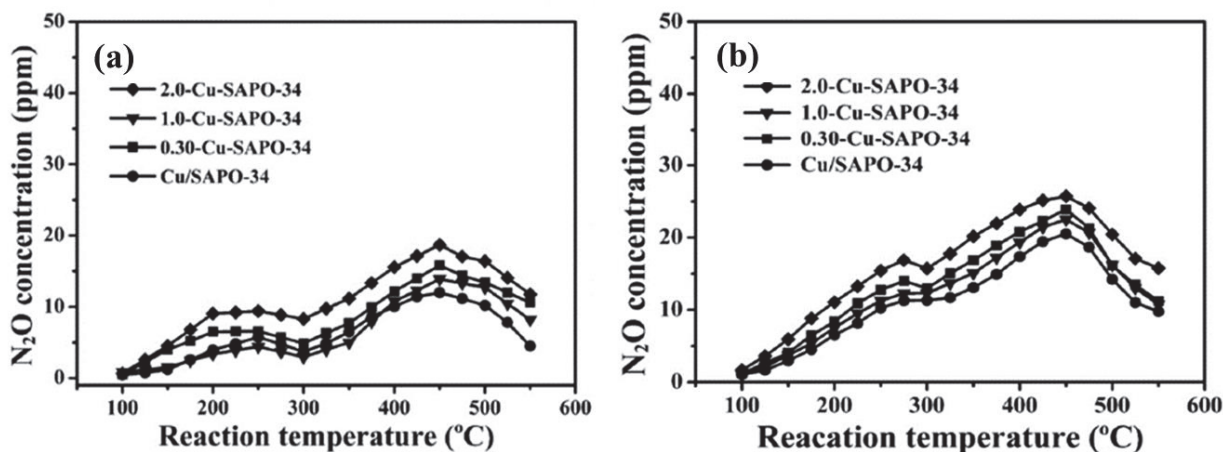 (a)
N₂O concentration (ppm)
50
40
30
20
10
0
2.0-Cu-SAPO-34
1.0-Cu-SAPO-34
0.30-Cu-SAPO-34
Cu/SAPO-34
100 200 300 400 500 600
Reaction temperature (ºC)
(b)
N₂O concentration (ppm)
50
40
30
20
10
0
2.0-Cu-SAPO-34
1.0-Cu-SAPO-34
0.30-Cu-SAPO-34
Cu/SAPO-34
100 200 300 400 500 600
Reacation temperature (ºC)